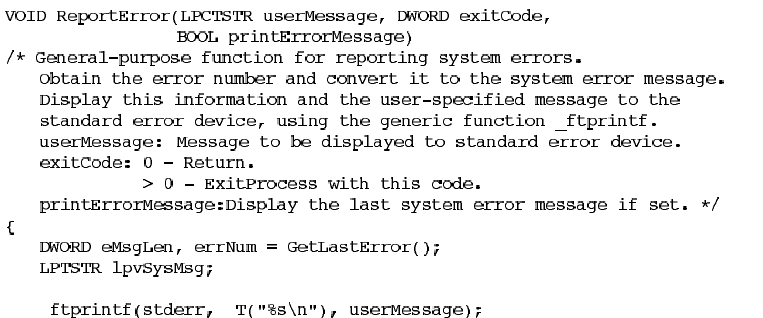 VOID ReportError(LPCTSTR userMessage, DWORD exitCode,
BOOL printErrorMessage)
/* General-purpose function for reporting system errors.
Obtain the error number and convert it to the system error message.
Display this information and the user-specified message to the
standard error device, using the generic function _ftprintf.
userMessage: Message to be displayed to standard error device.
exitCode: 0 - Return.
> 0 - ExitProcess with this code.
printErrorMessage:Display the last system error message if set. */
{
DWORD eMsgLen, errNum = GetLastError();
LPTSTR lpvSysMsg;
ftprintf(stderr, T("%s\n"), userMessage);